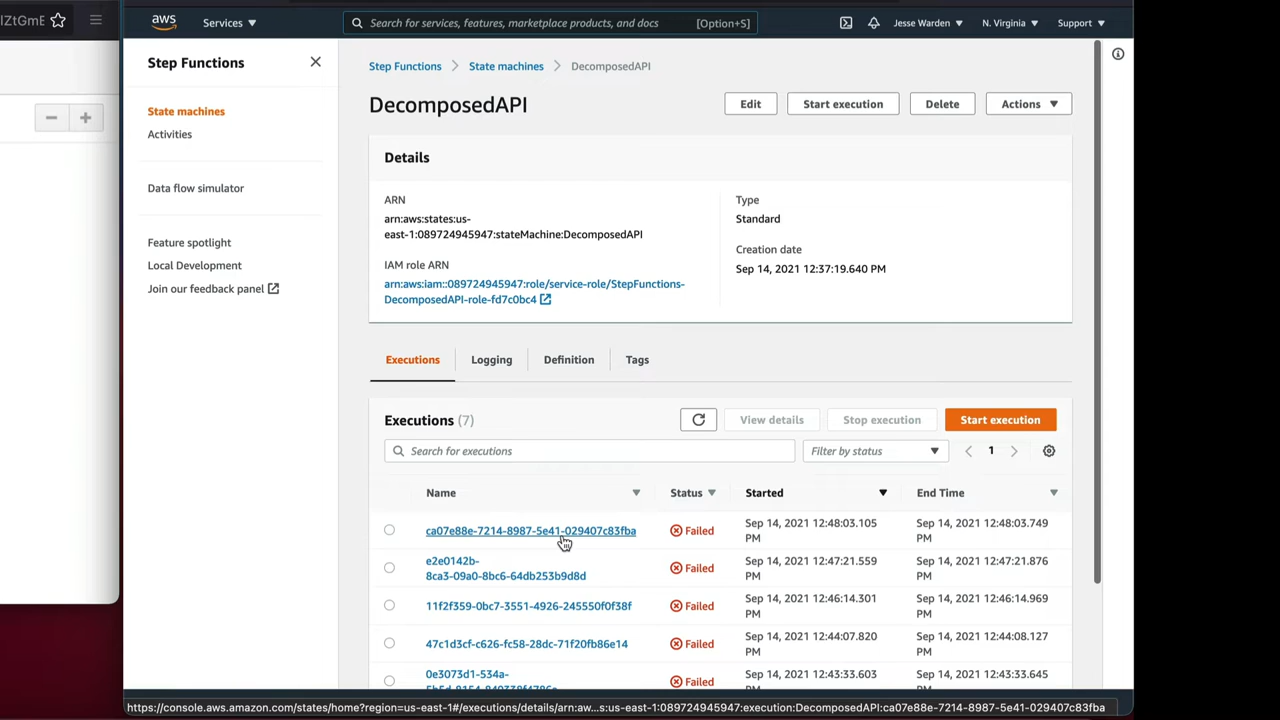 IZtGmE
aws
Services
Search for services, features, marketplace products, and docs
[Option+S]
Jesse Warden
N. Virginia
Support
Step Functions
State machines
Activities
Data flow simulator
Feature spotlight
Local Development
Join our feedback panel
Step Functions > State machines > DecomposedAPI
DecomposedAPI
Edit
Start execution
Delete
Actions
Details
ARN
arn:aws:states:us-
east-1:089724945947:stateMachine:DecomposedAPI
IAM role ARN
arn:aws:iam::089724945947:role/service-role/StepFunctions-
DecomposedAPI-role-fd7c0bc4
Type
Standard
Creation date
Sep 14, 2021 12:37:19.640 PM
Executions
Logging
Definition
Tags
Executions (7)
View details
Stop execution
Start execution
Search for executions
Filter by status
1
Name
Status
Started
End Time
ca07e88e-7214-8987-5e41-029407c83fba
Failed
Sep 14, 2021 12:48:03.105
PM
Sep 14, 2021 12:48:03.749
PM
e2e0142b-
8ca3-09a0-8bc6-64db253b9d8d
Failed
Sep 14, 2021 12:47:21.559
PM
Sep 14, 2021 12:47:21.876
PM
11f2f359-0bc7-3551-4926-245550f0f38f
Failed
Sep 14, 2021 12:46:14.301
PM
Sep 14, 2021 12:46:14.969
PM
47c1d3cf-c626-fc58-28dc-71f20fb86e14
Failed
Sep 14, 2021 12:44:07.820
PM
Sep 14, 2021 12:44:08.127
PM
0e3073d1-534a-
Failed
Sep 14, 2021 12:43:33.603
Sep 14, 2021 12:43:33.645
https://console.aws.amazon.com/states/home?region=us-east-1#/executions/details/arn:aw...s:us-east-1:089724945947:execution:DecomposedAPI:ca07e88e-7214-8987-5e41-029407c83fba